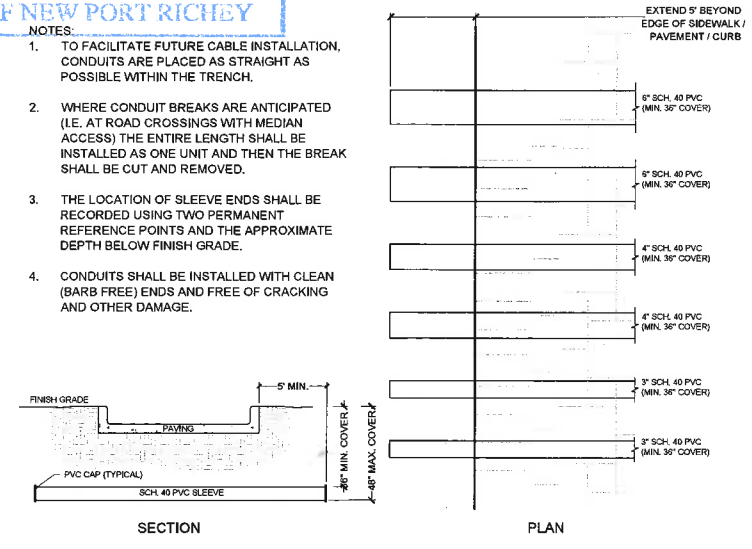 F NEW PORT RICHEY
NOTES:
1. TO FACILITATE FUTURE CABLE INSTALLATION,
CONDUITS ARE PLACED AS STRAIGHT AS
POSSIBLE WITHIN THE TRENCH.
2. WHERE CONDUIT BREAKS ARE ANTICIPATED
(I.E. AT ROAD CROSSINGS WITH MEDIAN
ACCESS) THE ENTIRE LENGTH SHALL BE
INSTALLED AS ONE UNIT AND THEN THE BREAK
SHALL BE CUT AND REMOVED.
3. THE LOCATION OF SLEEVE ENDS SHALL BE
RECORDED USING TWO PERMANENT
REFERENCE POINTS AND THE APPROXIMATE
DEPTH BELOW FINISH GRADE.
4. CONDUITS SHALL BE INSTALLED WITH CLEAN
(BARB FREE) ENDS AND FREE OF CRACKING
AND OTHER DAMAGE.
5' MIN.
FINISH GRADE
PAVING
PVC CAP (TYPICAL)
SCH. 40 PVC SLEEVE
36" MIN. COVER
48" MAX. COVER
SECTION
EXTEND 5' BEYOND
EDGE OF SIDEWALK /
PAVEMENT / CURB
6" SCH. 40 PVC
(MIN. 36" COVER)
6" SCH. 40 PVC
(MIN. 36" COVER)
4" SCH. 40 PVC
(MIN. 36" COVER)
4" SCH. 40 PVC
(MIN. 36" COVER)
3" SCH. 40 PVC
(MIN. 36" COVER)
3" SCH. 40 PVC
(MIN. 36" COVER)
PLAN